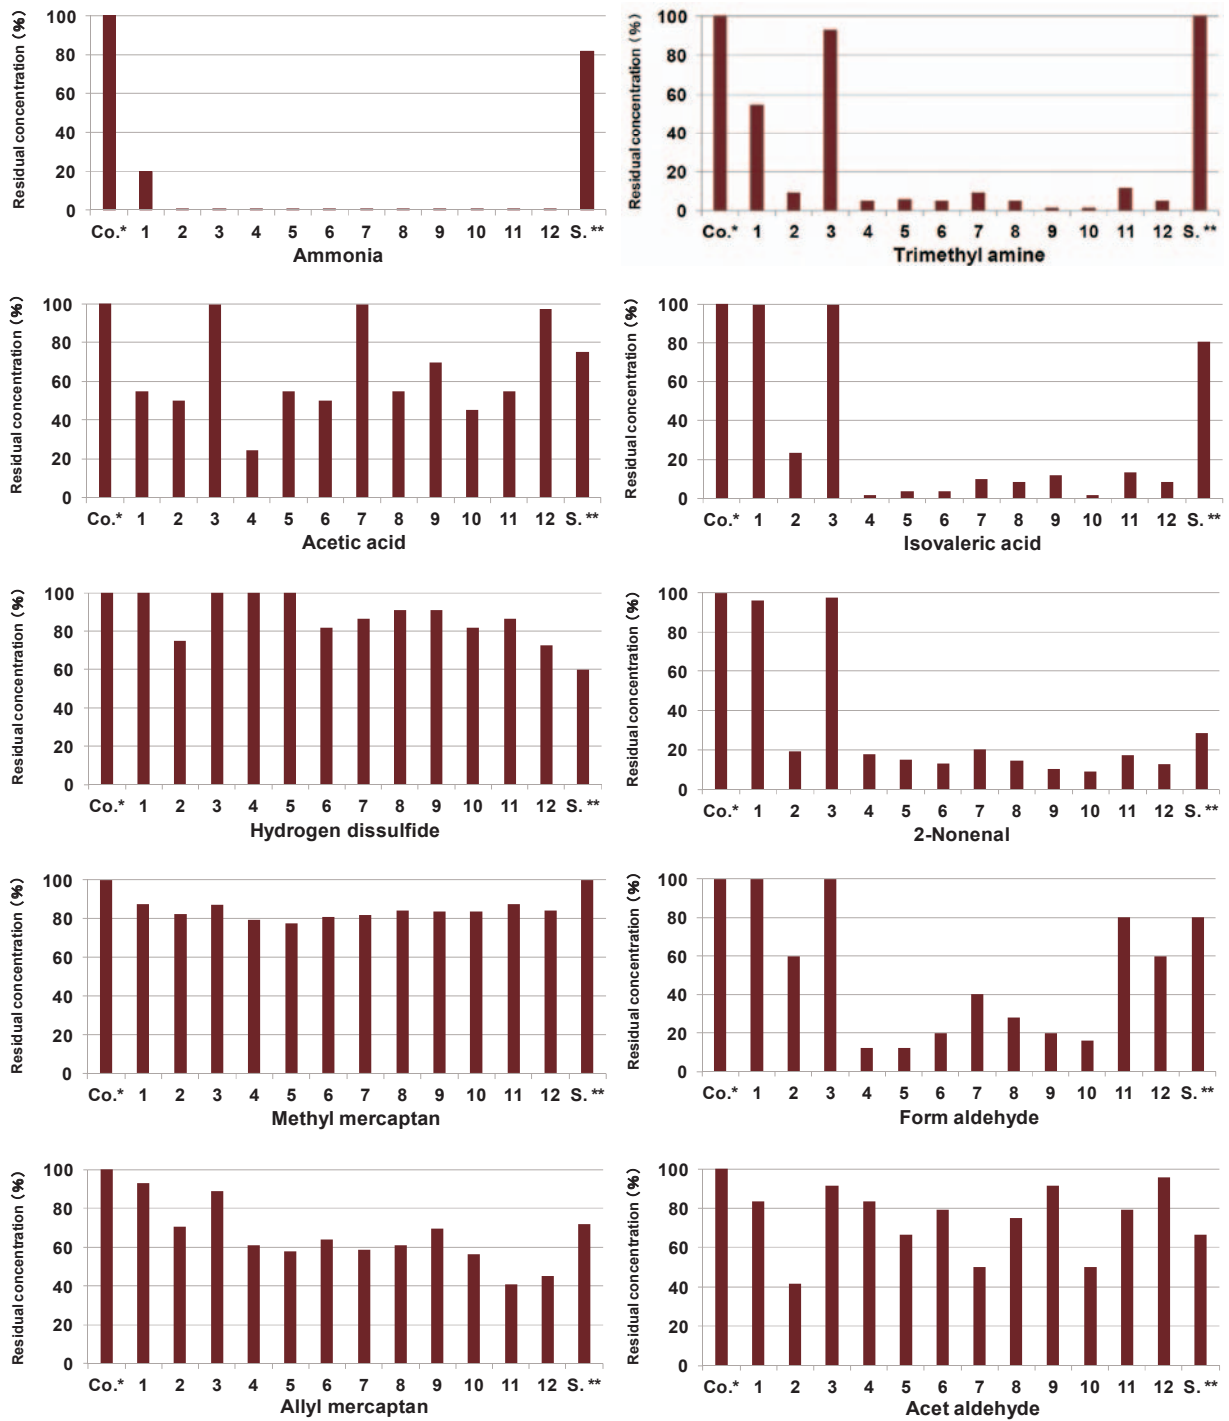 Residual concentration (%)
100
80
60
40
20
0
Co.* 1 2 3 4 5 6 7 8 9 10 11 12 S. **
Ammonia
Residual concentration (%)
100
80
60
40
20
0
Co.* 1 2 3 4 5 6 7 8 9 10 11 12 S. **
Trimethyl amine
Residual concentration (%)
100
80
60
40
20
0
Co.* 1 2 3 4 5 6 7 8 9 10 11 12 S. **
Acetic acid
Residual concentration (%)
100
80
60
40
20
0
Co.* 1 2 3 4 5 6 7 8 9 10 11 12 S. **
Isovaleric acid
Residual concentration (%)
100
80
60
40
20
0
Co.* 1 2 3 4 5 6 7 8 9 10 11 12 S. **
Hydrogen dissulfide
Residual concentration (%)
100
80
60
40
20
0
Co.* 1 2 3 4 5 6 7 8 9 10 11 12 S. **
2-Nonenal
Residual concentration (%)
100
80
60
40
20
0
Co.* 1 2 3 4 5 6 7 8 9 10 11 12 S. **
Methyl mercaptan
Residual concentration (%)
100
80
60
40
20
0
Co.* 1 2 3 4 5 6 7 8 9 10 11 12 S. **
Form aldehyde
Residual concentration (%)
100
80
60
40
20
0
Co.* 1 2 3 4 5 6 7 8 9 10 11 12 S. **
Allyl mercaptan
Residual concentration (%)
100
80
60
40
20
0
Co.* 1 2 3 4 5 6 7 8 9 10 11 12 S. **
Acet aldehyde